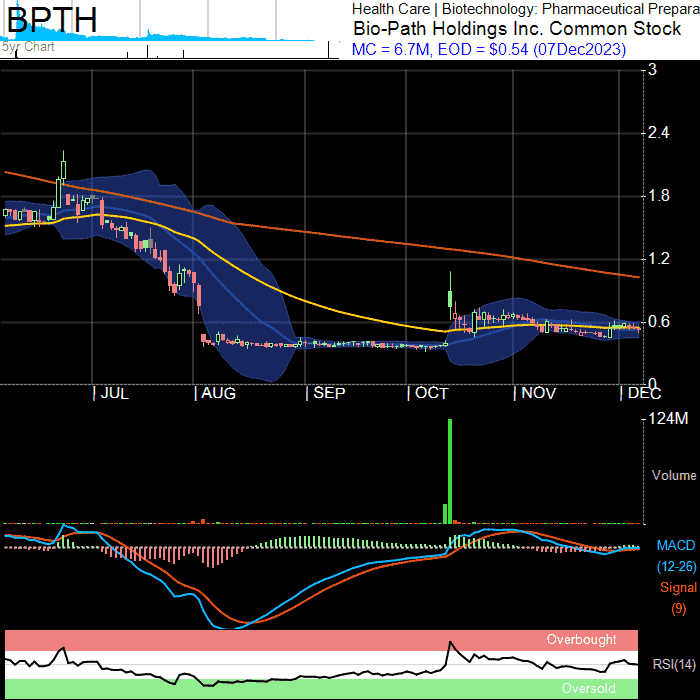 BPTH
5yr Chart
Health Care | Biotechnology: Pharmaceutical Prepara
Bio-Path Holdings Inc. Common Stock
MC = 6.7M, EOD = $0.54 (07Dec2023)
3
2.4
1.8
1.2
0.6
0
| JUL | AUG | SEP | OCT | NOV | DEC
124M
Volume
MACD
(12-26)
Signal
(9)
Overbought
RSI(14)
Oversold